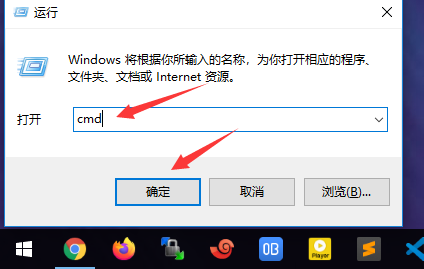 运行
Windows 将根据你所输入的名称，为你打开相应的程序、
文件夹、文档或 Internet 资源。
打开
cmd
确定
取消
浏览(B)...
DB
Player